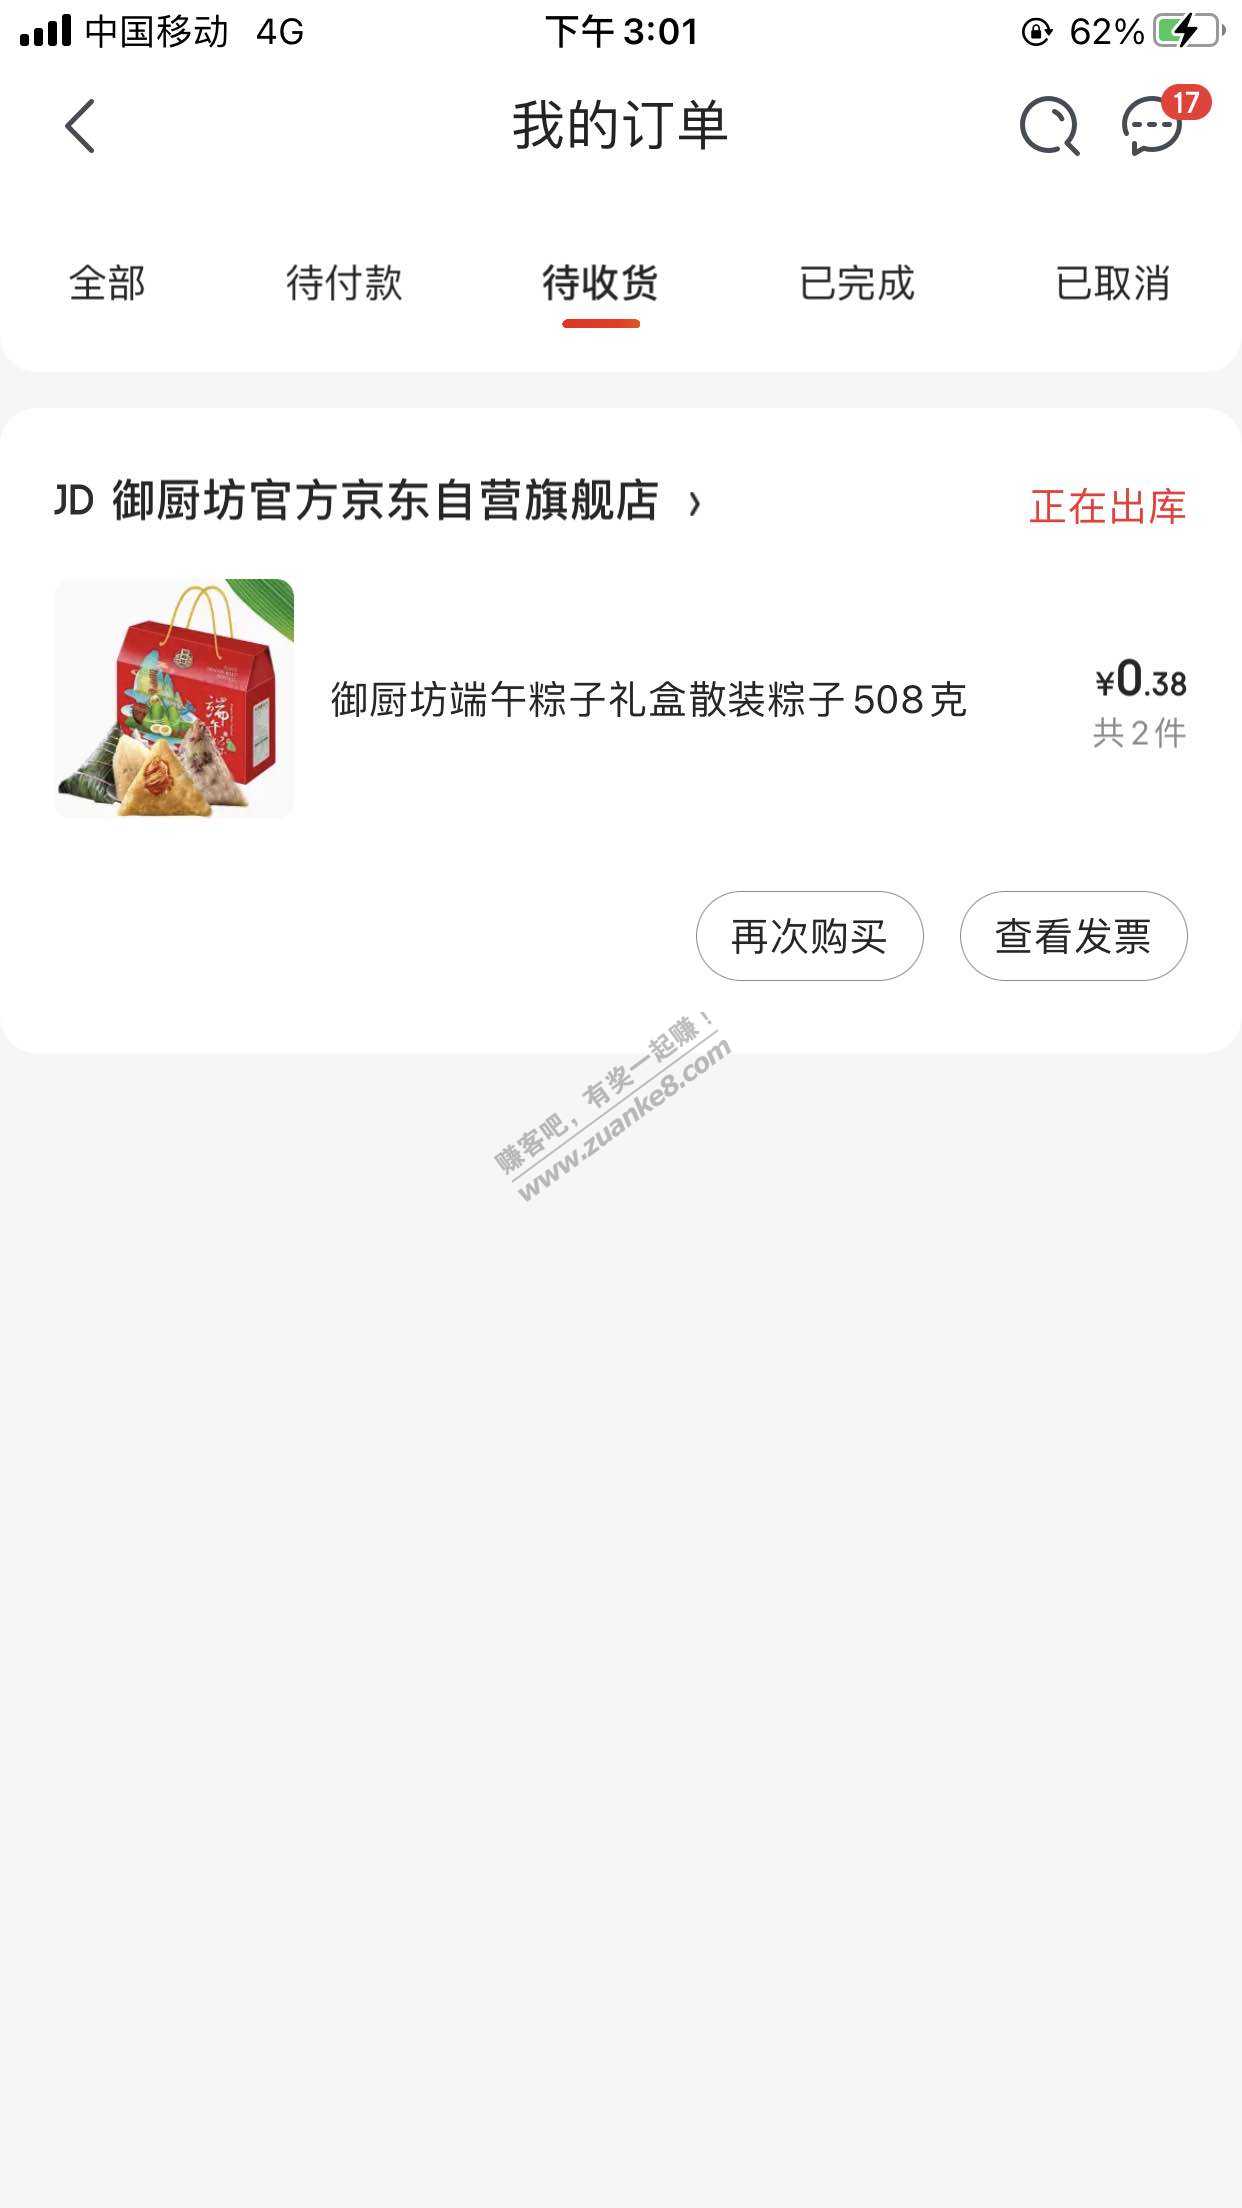 中国移动 4G 下午3:01 62%
我的订单 17
全部 待付款 待收货 已完成 已取消
JD 御厨坊官方京东自营旗舰店 ›
正在出库
端午
御厨坊端午粽子礼盒散装粽子508克
¥0.38
共2件
再次购买 查看发票
赚客吧，有奖一起赚！
www.zuanke8.com